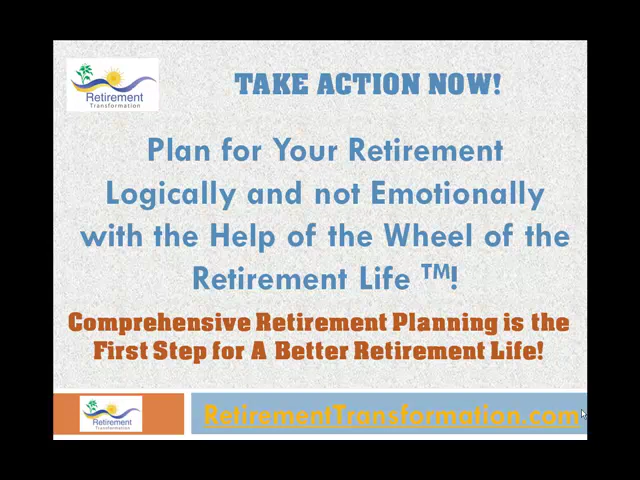 Retirement
Transformation
TAKE ACTION NOW!
Plan for Your Retirement
Logically and not Emotionally
with the Help of the Wheel of the
Retirement Life ™!
Comprehensive Retirement Planning is the
First Step for A Better Retirement Life!
Retirement
Transformation
RetirementTransformation.com